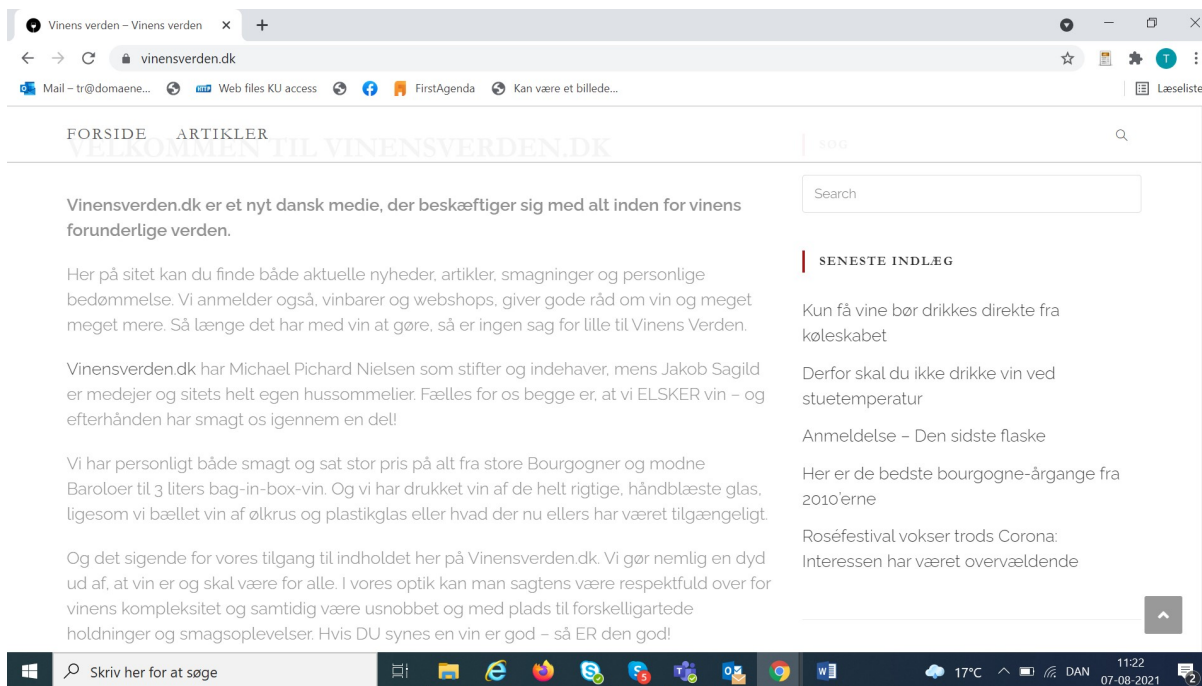 Vinens verden – Vinens verden
vinensverden.dk
Mail – tr@domaene...
Web files KU access
FirstAgenda
Kan være et billede...
Læseliste
T
FORSIDE ARTIKLER
VELKOMMEN TIL VINENSVERDEN.DK
Vinensverden.dk er et nyt dansk medie, der beskæftiger sig med alt inden for vinens
forunderlige verden.
Her på sitet kan du finde både aktuelle nyheder, artikler, smagninger og personlige
bedømmelse. Vi anmelder også, vinbarer og webshops, giver gode råd om vin og meget
meget mere. Så længe det har med vin at gøre, så er ingen sag for lille til Vinens Verden.
Vinensverden.dk har Michael Pichard Nielsen som stifter og indehaver, mens Jakob Sagild
er medejer og sitets helt egen hussommelier. Fælles for os begge er, at vi ELSKER vin – og
efterhånden har smagt os igennem en del!
Vi har personligt både smagt og sat stor pris på alt fra store Bourgogner og modne
Baroloer til 3 liters bag-in-box-vin. Og vi har drukket vin af de helt rigtige, håndblæste glas,
ligesom vi bællet vin af ølkrus og plastikglas eller hvad der nu ellers har været tilgængeligt.
Og det sigende for vores tilgang til indholdet her på Vinensverden.dk. Vi gør nemlig en dyd
ud af, at vin er og skal være for alle. I vores optik kan man sagtens være respektfuld over for
vinens kompleksitet og samtidig være usnobbet og med plads til forskelligartede
holdninger og smagsoplevelser. Hvis DU synes en vin er god – så ER den god!
SØG
Search
SENESTE INDLÆG
Kun få vine bør drikkes direkte fra
køleskabet
Derfor skal du ikke drikke vin ved
stuetemperatur
Anmeldelse – Den sidste flaske
Her er de bedste bourgogne-årgange fra
2010'erne
Roséfestival vokser trods Corona:
Interessen har været overvældende
Skriv her for at søge
17°C
DAN
11:22
07-08-2021
2